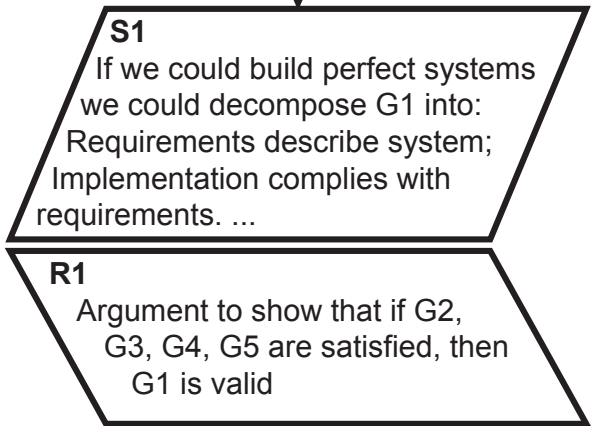 S1
If we could build perfect systems
we could decompose G1 into:
Requirements describe system;
Implementation complies with
requirements. ...
R1
Argument to show that if G2,
G3, G4, G5 are satisfied, then
G1 is valid